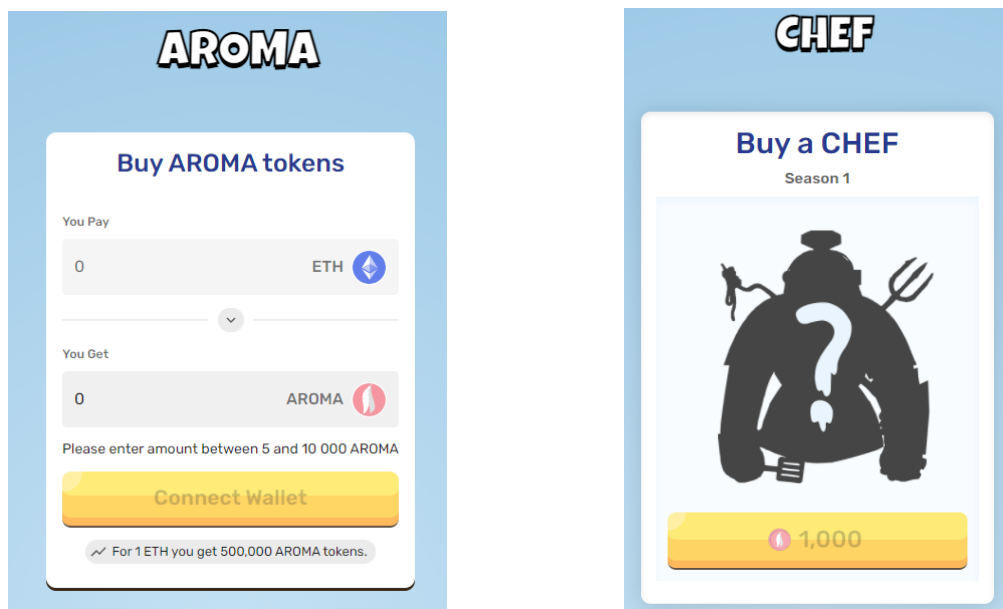 AROMA
Buy AROMA tokens
You Pay
0 ETH
You Get
0 AROMA
Please enter amount between 5 and 10 000 AROMA
Connect Wallet
For 1 ETH you get 500,000 AROMA tokens.
CHEF
Buy a CHEF
Season 1
?
1,000